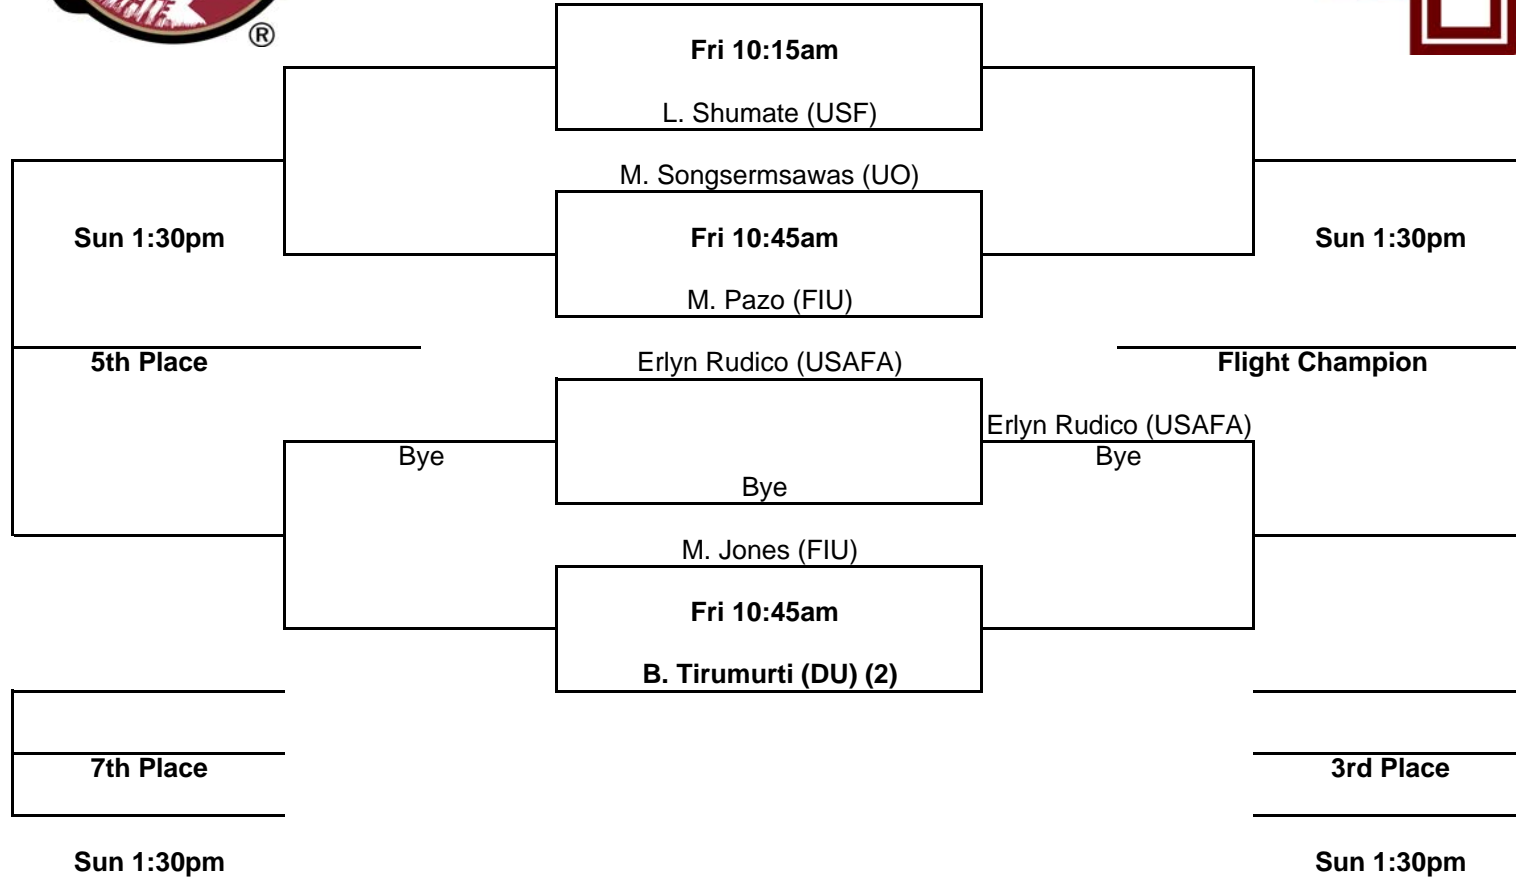 ®
Fri 10:15am
L. Shumate (USF)
M. Songsermsawas (UO)
Sun 1:30pm
Fri 10:45am
Sun 1:30pm
M. Pazo (FIU)
5th Place
Erlyn Rudico (USAFA)
Flight Champion
Erlyn Rudico (USAFA)
Bye
Bye
Bye
M. Jones (FIU)
Fri 10:45am
B. Tirumurti (DU) (2)
7th Place
3rd Place
Sun 1:30pm
Sun 1:30pm